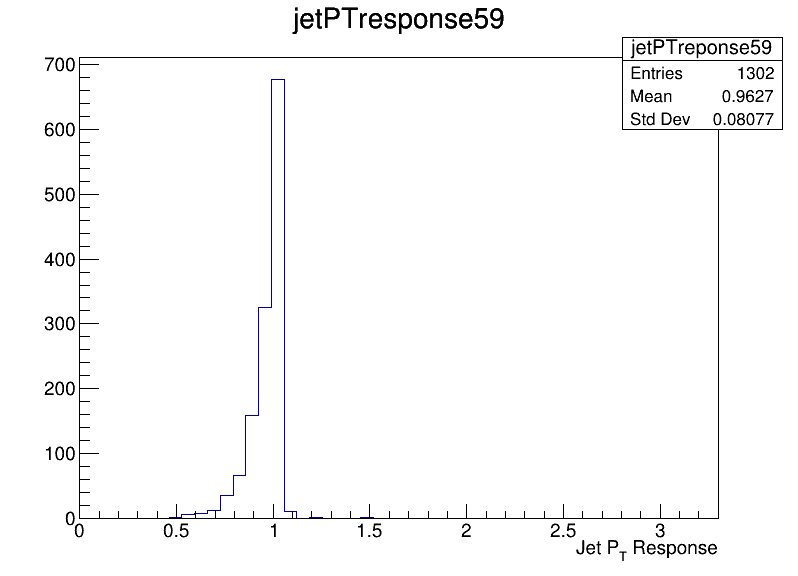 jetPTresponse59
jetPTreponse59
Entries 1302
Mean 0.9627
Std Dev 0.08077
700
600
500
400
300
200
100
0
0 0.5 1 1.5 2 2.5 3
Jet PT Response